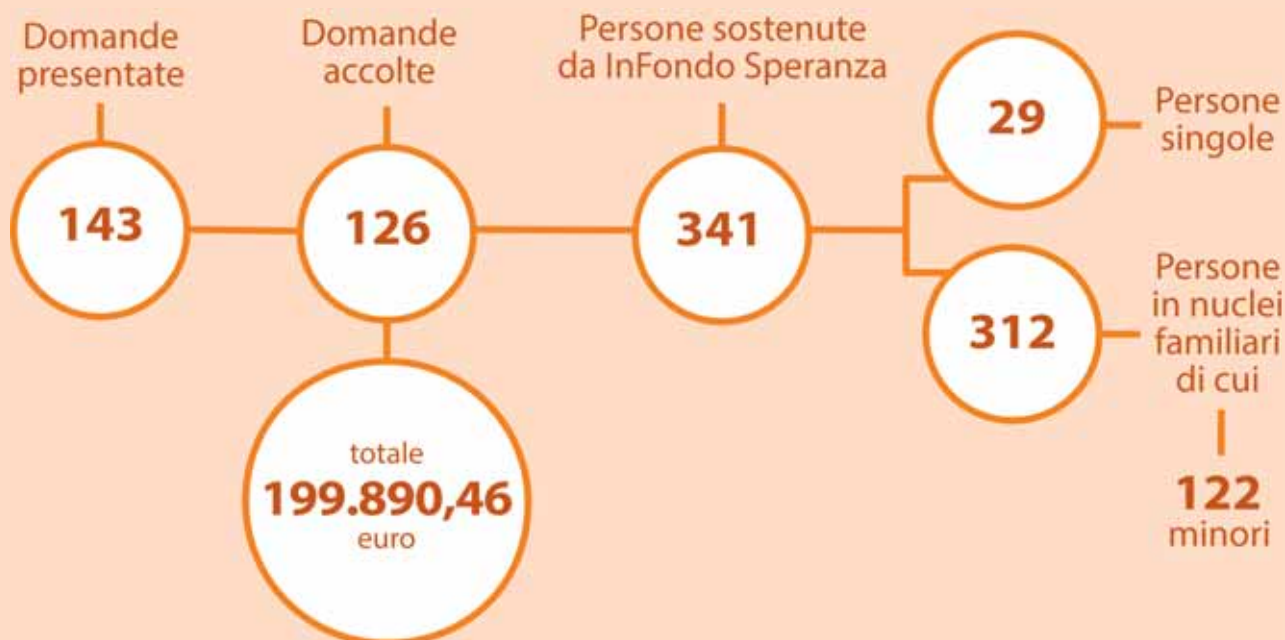 Domande
presentate
143
Domande
accolte
126
totale
199.890,46
euro
Persone sostenute
da InFondo Speranza
341
29
Persone
singole
312
Persone
in nuclei
familiari
di cui
122
minori